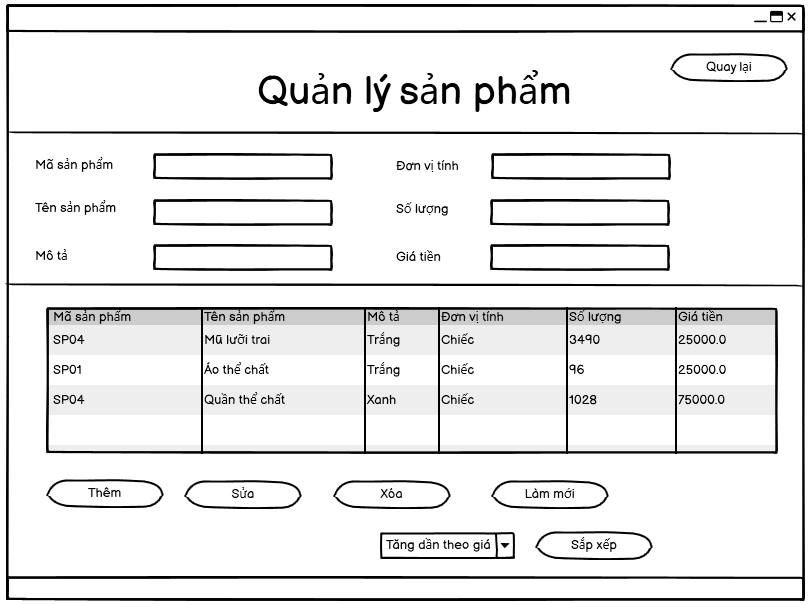 Quay lại
Quản lý sản phẩm
Mã sản phẩm Đơn vị tính
Tên sản phẩm Số lượng
Mô tả Giá tiền
Mã sản phẩm Tên sản phẩm Mô tả Đơn vị tính Số lượng Giá tiền
SP04 Mũ lưỡi trai Trắng Chiếc 3490 25000.0
SP01 Áo thể chất Trắng Chiếc 96 25000.0
SP04 Quần thể chất Xanh Chiếc 1028 75000.0
Thêm Sửa Xóa Làm mới
Tăng dần theo giá Sắp xếp